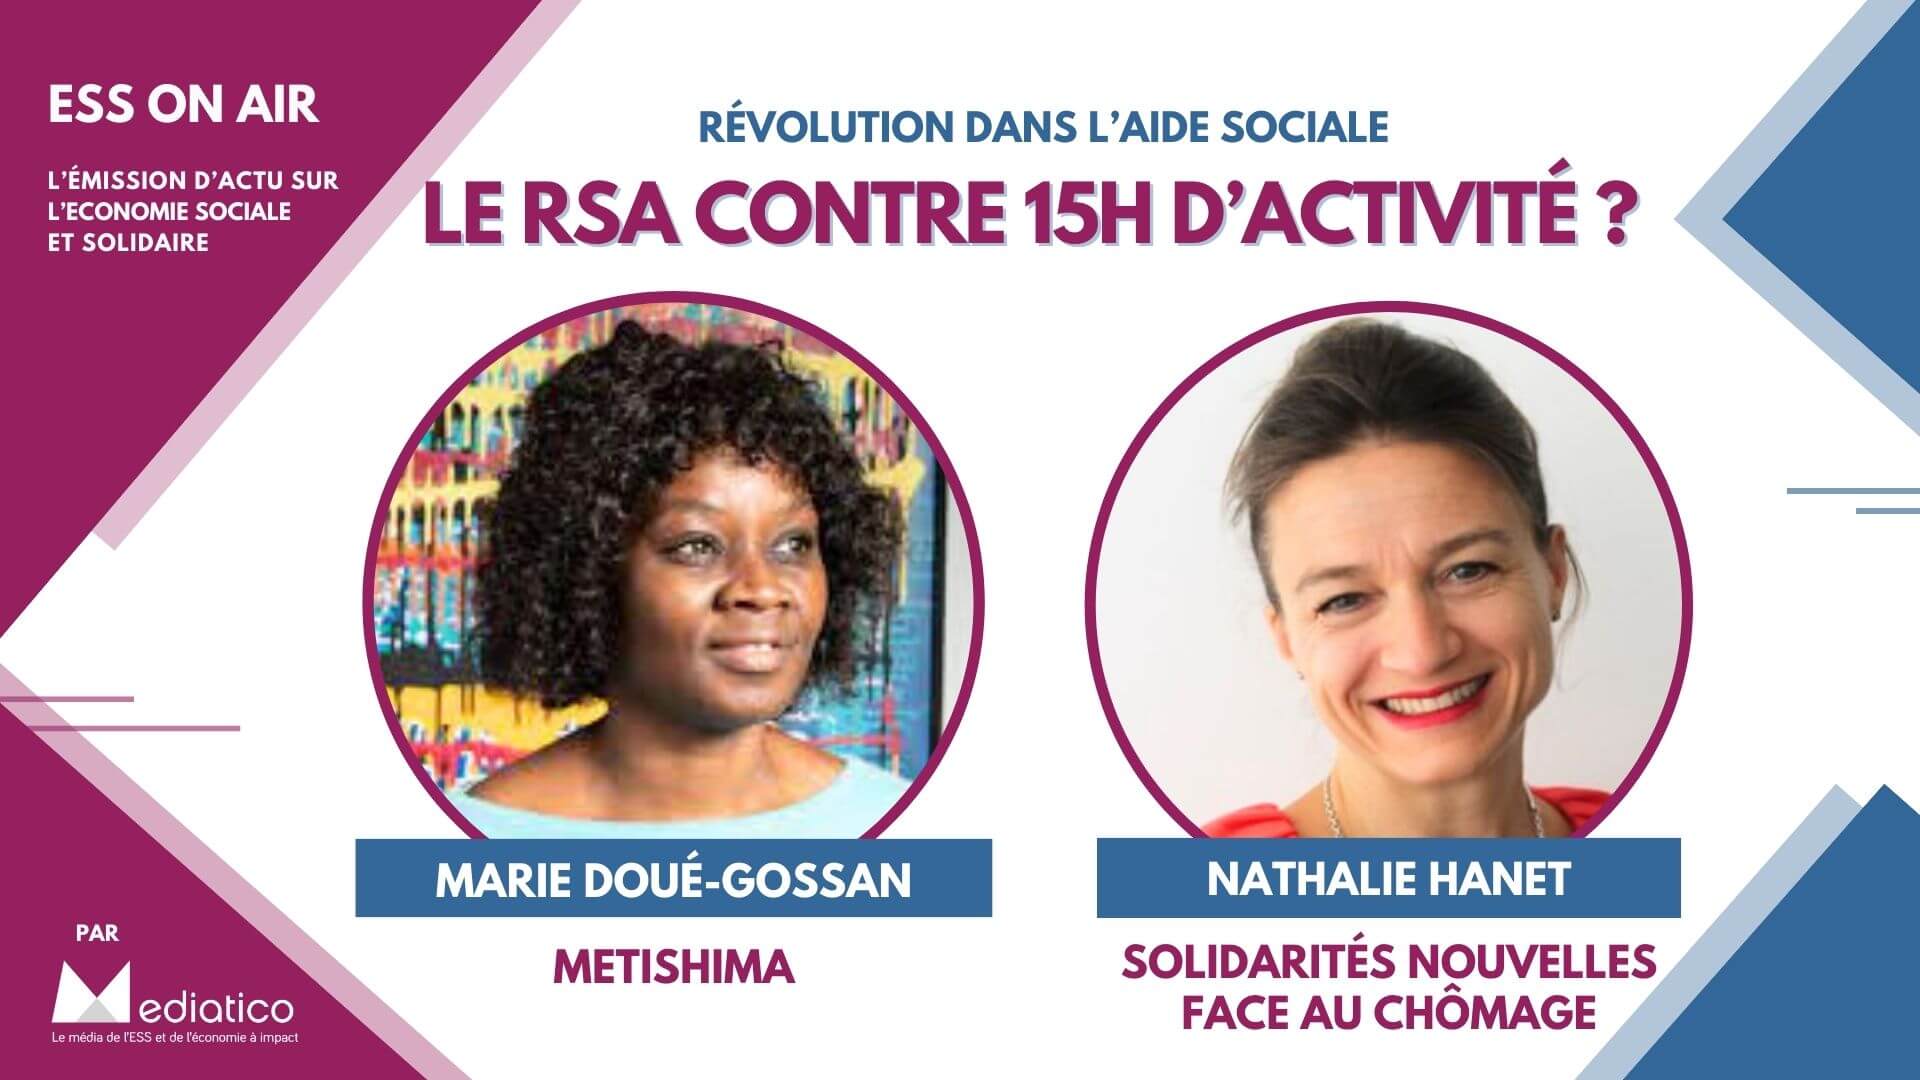 ESS ON AIR
L’ÉMISSION D’ACTU SUR
L’ECONOMIE SOCIALE
ET SOLIDAIRE
RÉVOLUTION DANS L’AIDE SOCIALE
LE RSA CONTRE 15H D’ACTIVITÉ ?
MARIE DOUÉ-GOSSAN
METISHIMA
NATHALIE HANET
SOLIDARITÉS NOUVELLES
FACE AU CHÔMAGE
PAR
Mediatico
Le média de l'ESS et de l'économie à impact